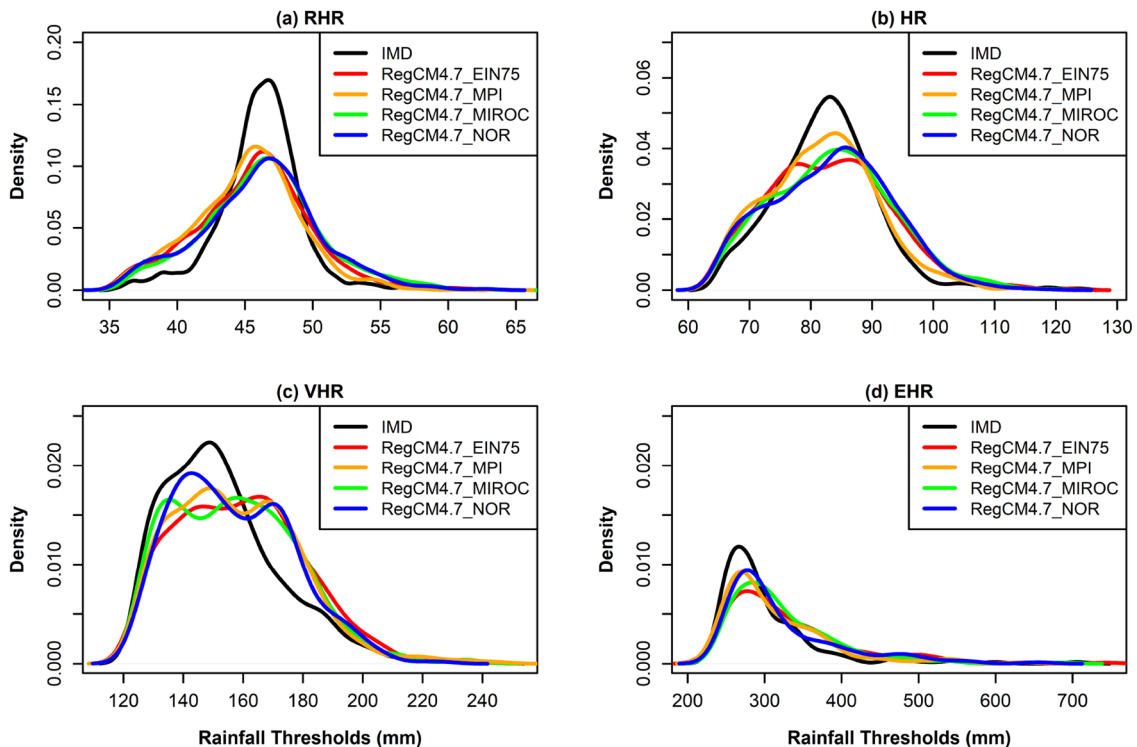 (a) RHR
Density
0.00 0.05 0.10 0.15 0.20
IMD
RegCM4.7_EIN75
RegCM4.7_MPI
RegCM4.7_MIROC
RegCM4.7_NOR
35 40 45 50 55 60 65
(b) HR
Density
0.00 0.02 0.04 0.06
IMD
RegCM4.7_EIN75
RegCM4.7_MPI
RegCM4.7_MIROC
RegCM4.7_NOR
60 70 80 90 100 110 120 130
(c) VHR
Density
0.000 0.010 0.020
IMD
RegCM4.7_EIN75
RegCM4.7_MPI
RegCM4.7_MIROC
RegCM4.7_NOR
120 140 160 180 200 220 240
Rainfall Thresholds (mm)
(d) EHR
Density
0.000 0.010 0.020
IMD
RegCM4.7_EIN75
RegCM4.7_MPI
RegCM4.7_MIROC
RegCM4.7_NOR
200 300 400 500 600 700
Rainfall Thresholds (mm)